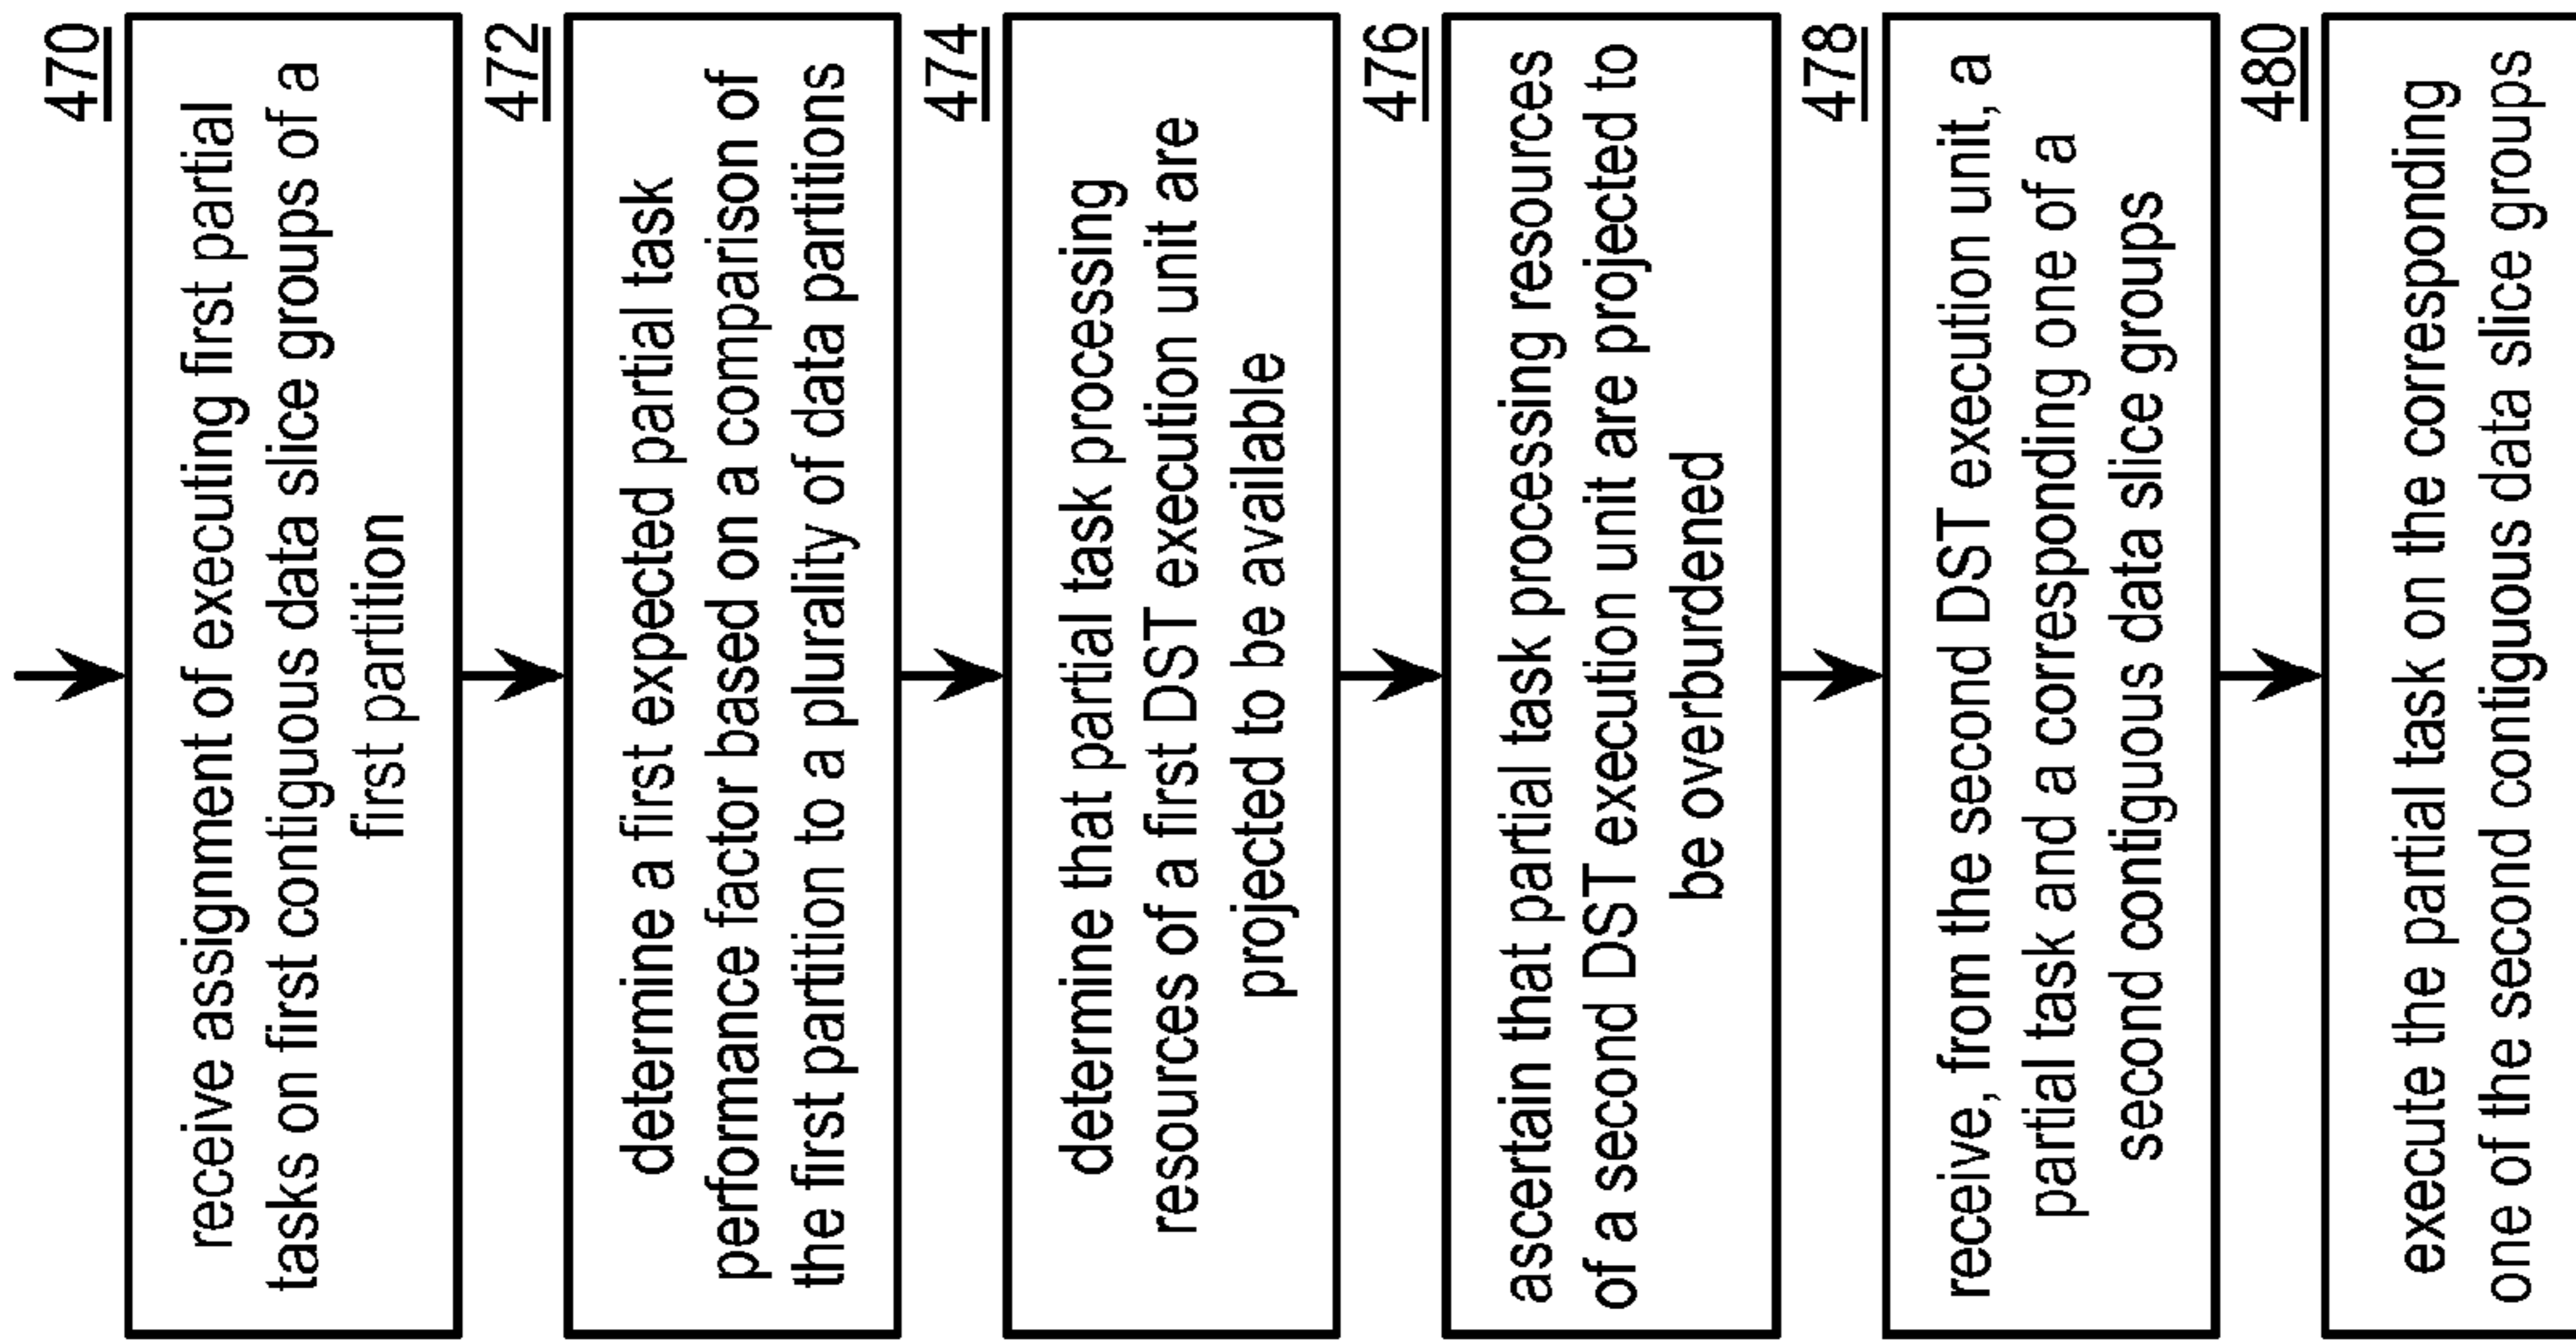 470
receive assignment of executing first partial
tasks on first contiguous data slice groups of a
first partition
472
determine a first expected partial task
performance factor based on a comparison of
the first partition to a plurality of data partitions
474
determine that partial task processing
resources of a first DST execution unit are
projected to be available
476
ascertain that partial task processing resources
of a second DST execution unit are projected to
be overburdened
478
receive, from the second DST execution unit, a
partial task and a corresponding one of a
second contiguous data slice groups
480
execute the partial task on the corresponding
one of the second contiguous data slice groups